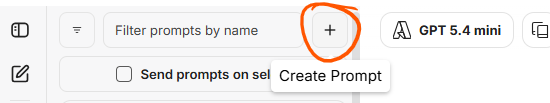 Filter prompts by name
GPT 5.4 mini
Send prompts on sel
Create Prompt